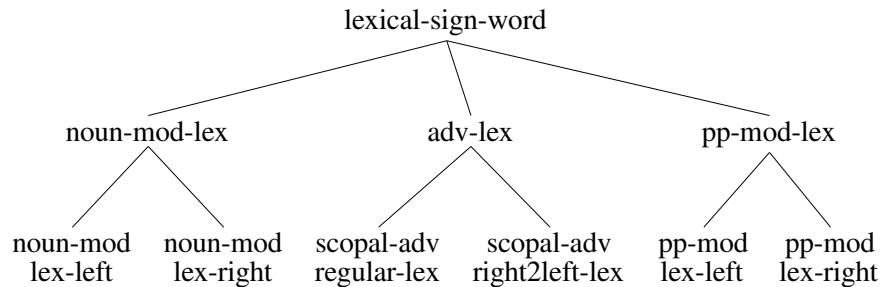 lexical-sign-word
noun-mod-lex adv-lex pp-mod-lex
noun-mod noun-mod scopal-adv scopal-adv pp-mod pp-mod
lex-left lex-right regular-lex right2left-lex lex-left lex-right